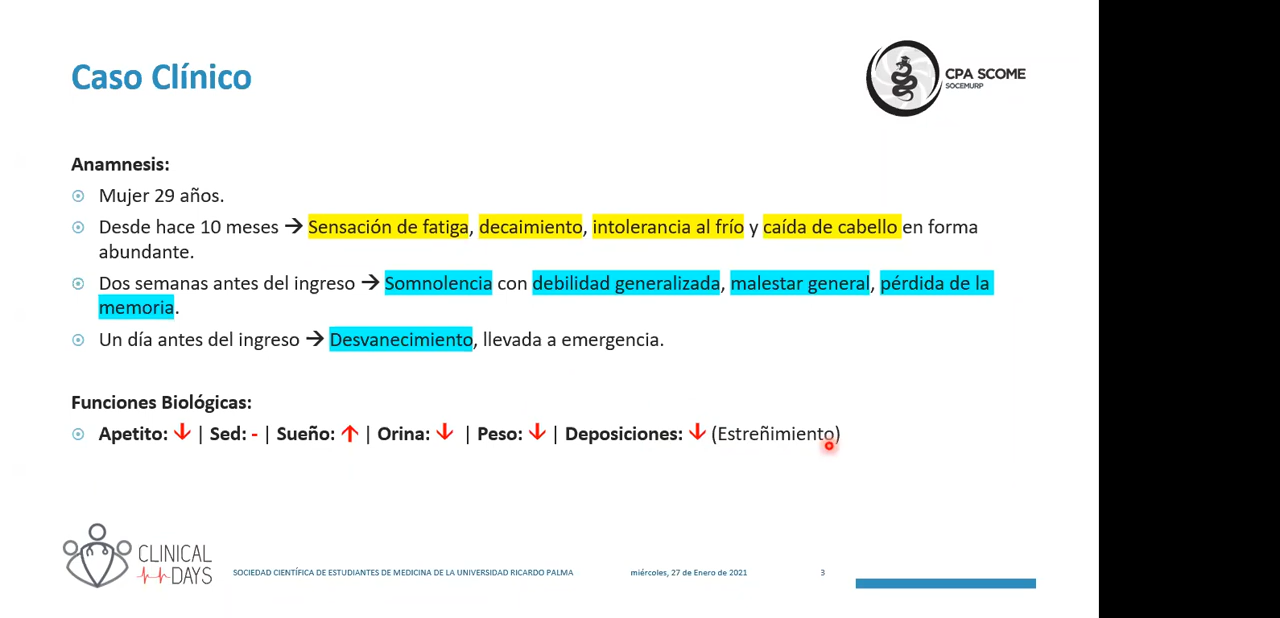 Caso Clínico
CPA SCOME
SOCEMURP
Anamnesis:
Mujer 29 años.
Desde hace 10 meses → Sensación de fatiga, decaimiento, intolerancia al frío y caída de cabello en forma
abundante.
Dos semanas antes del ingreso → Somnolencia con debilidad generalizada, malestar general, pérdida de la
memoria.
Un día antes del ingreso → Desvanecimiento, llevada a emergencia.
Funciones Biológicas:
Apetito: ↓ | Sed: - | Sueño: ↑ | Orina: ↓ | Peso: ↓ | Deposiciones: ↓ (Estreñimiento)
CLINICAL
DAYS
SOCIEDAD CIENTÍFICA DE ESTUDIANTES DE MEDICINA DE LA UNIVERSIDAD RICARDO PALMA miércoles, 27 de Enero de 2021 3